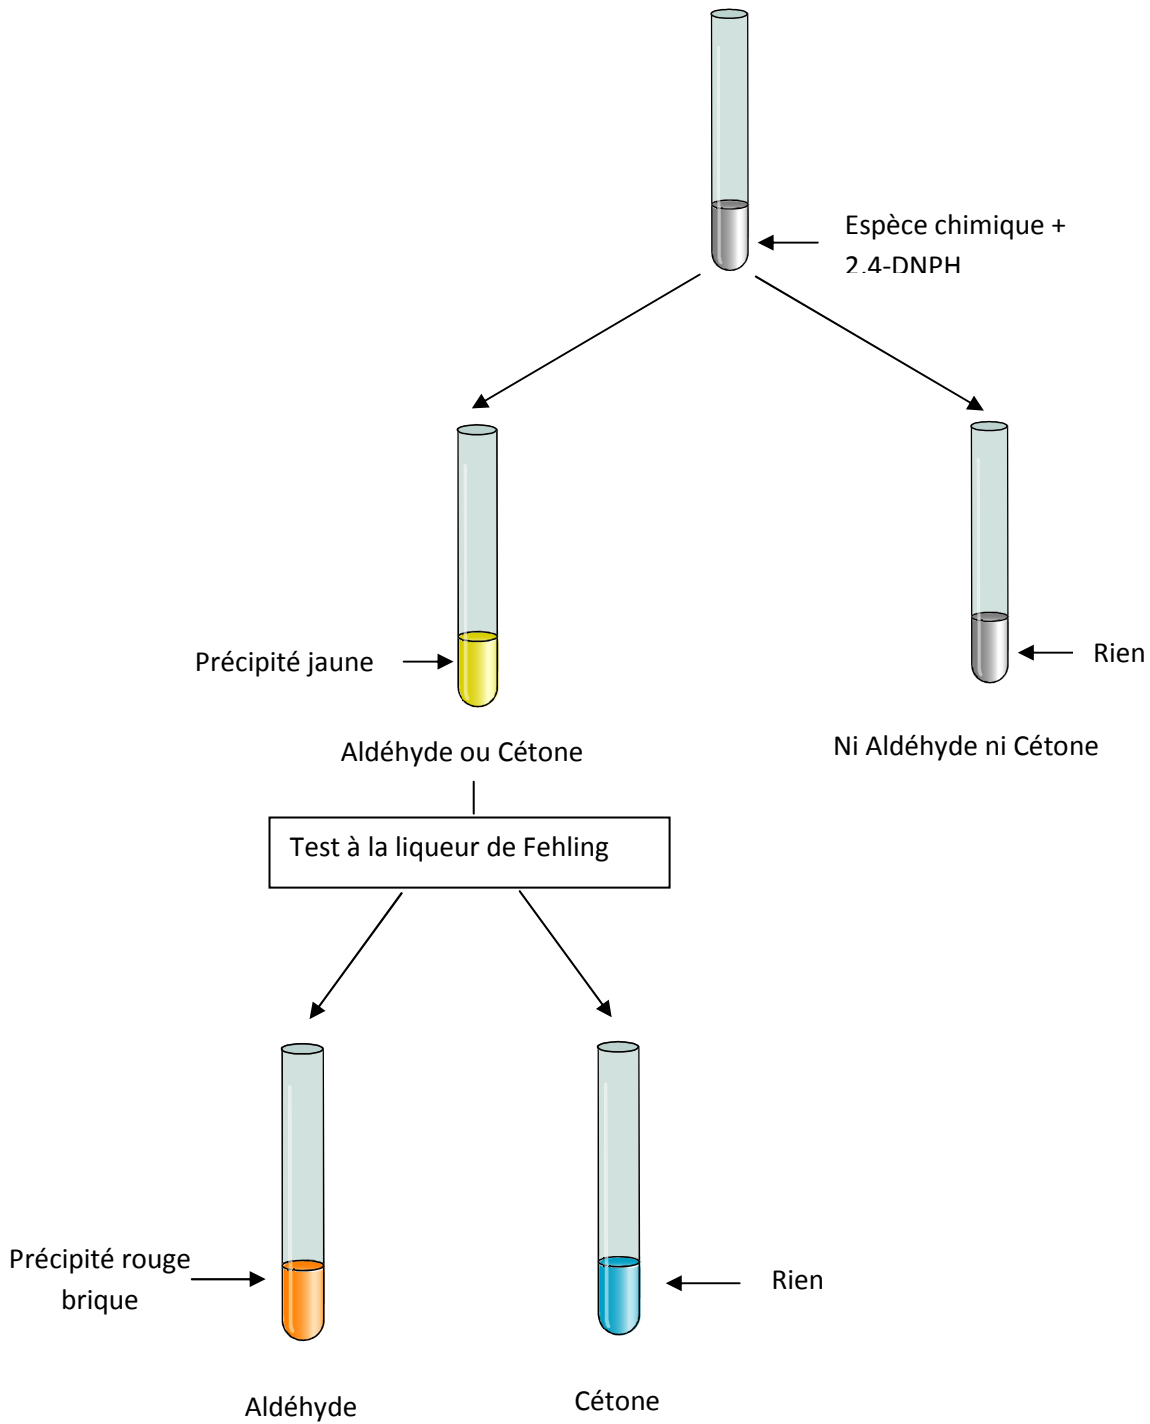 Espèce chimique +
2,4-DNPH
Précipité jaune
Rien
Aldéhyde ou Cétone
Ni Aldéhyde ni Cétone
Test à la liqueur de Fehling
Précipité rouge
brique
Rien
Aldéhyde
Cétone